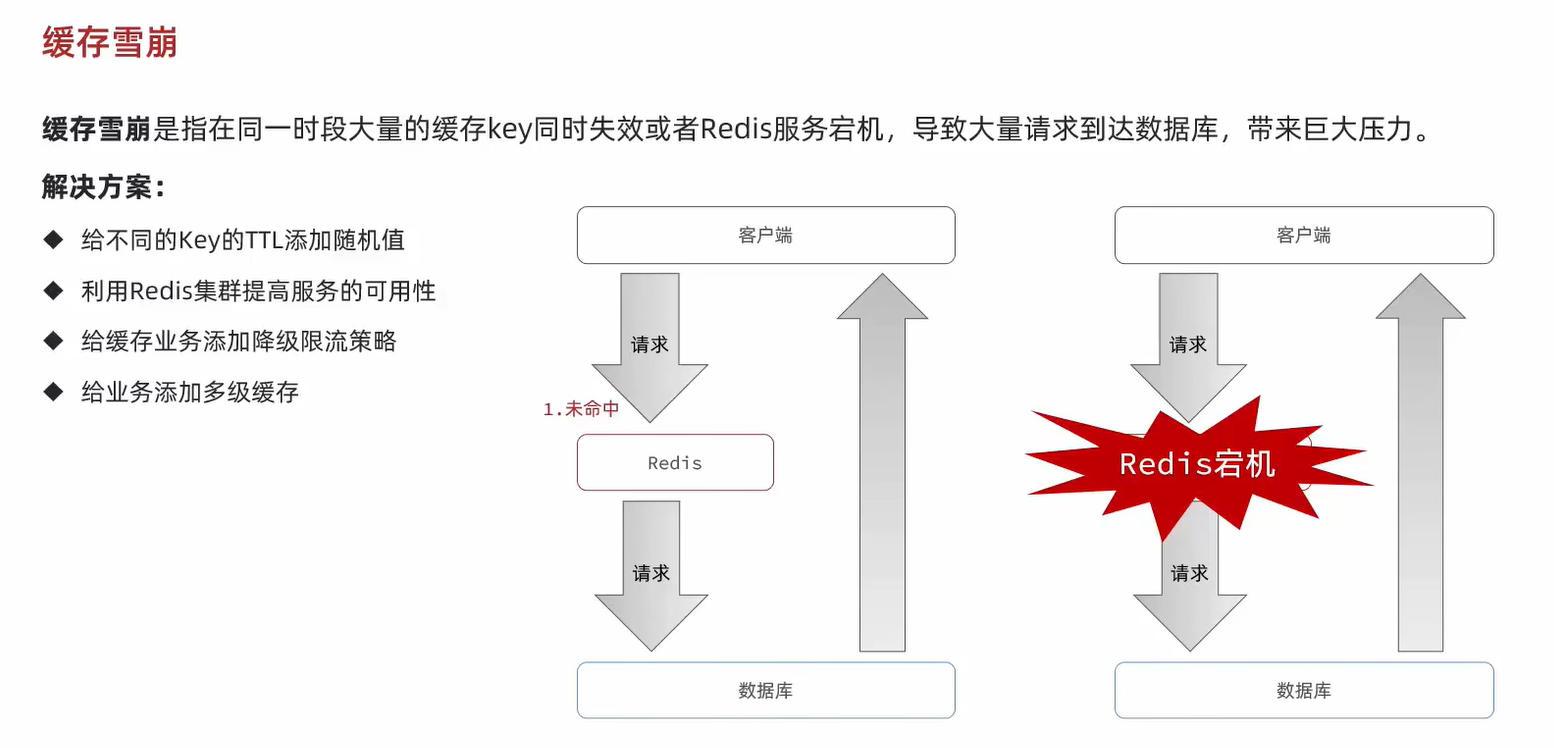 缓存雪崩
缓存雪崩是指在同一时段大量的缓存key同时失效或者Redis服务宕机，导致大量请求到达数据库，带来巨大压力。
解决方案：
◆ 给不同的Key的TTL添加随机值
◆ 利用Redis集群提高服务的可用性
◆ 给缓存业务添加降级限流策略
◆ 给业务添加多级缓存
客户端
请求
1.未命中
Redis
请求
数据库
客户端
请求
Redis宕机
请求
数据库